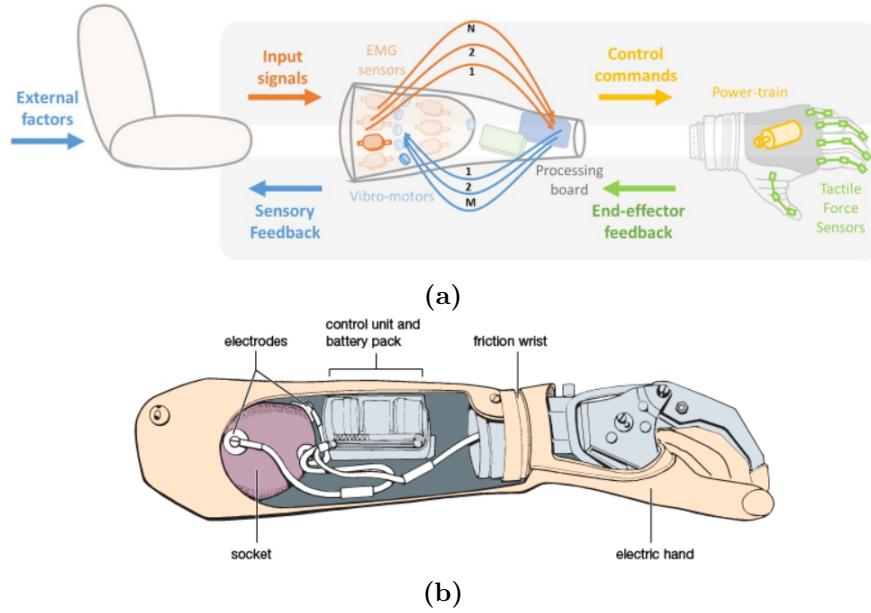 External
factors
Input
signals
EMG
sensors
N
2
1
Control
commands
Power-train
1
2
M
Processing
board
Vibro-motors
Sensory
Feedback
End-effector
feedback
Tactile
Force
Sensors
(a)
electrodes
control unit and
battery pack
friction wrist
socket
electric hand
(b)